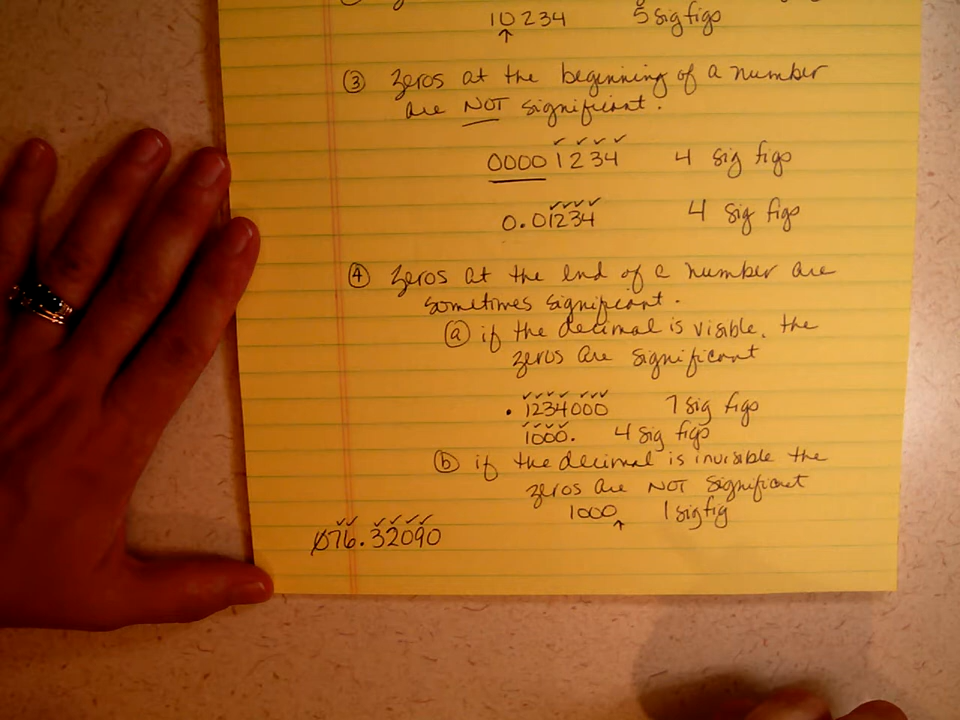 10234 5 sig figs
↑
③ Zeros at the beginning of a number
are NOT significant.
00001234 4 sig figs
0.01234 4 sig figs
④ Zeros at the end of a number are
sometimes significant.
ⓐ if the decimal is visible, the
zeros are significant
.1234000 7 sig figs
1000. 4 sig figs
ⓑ if the decimal is invisible the
zeros are NOT significant
1000 1 sig fig
↑
076.32090